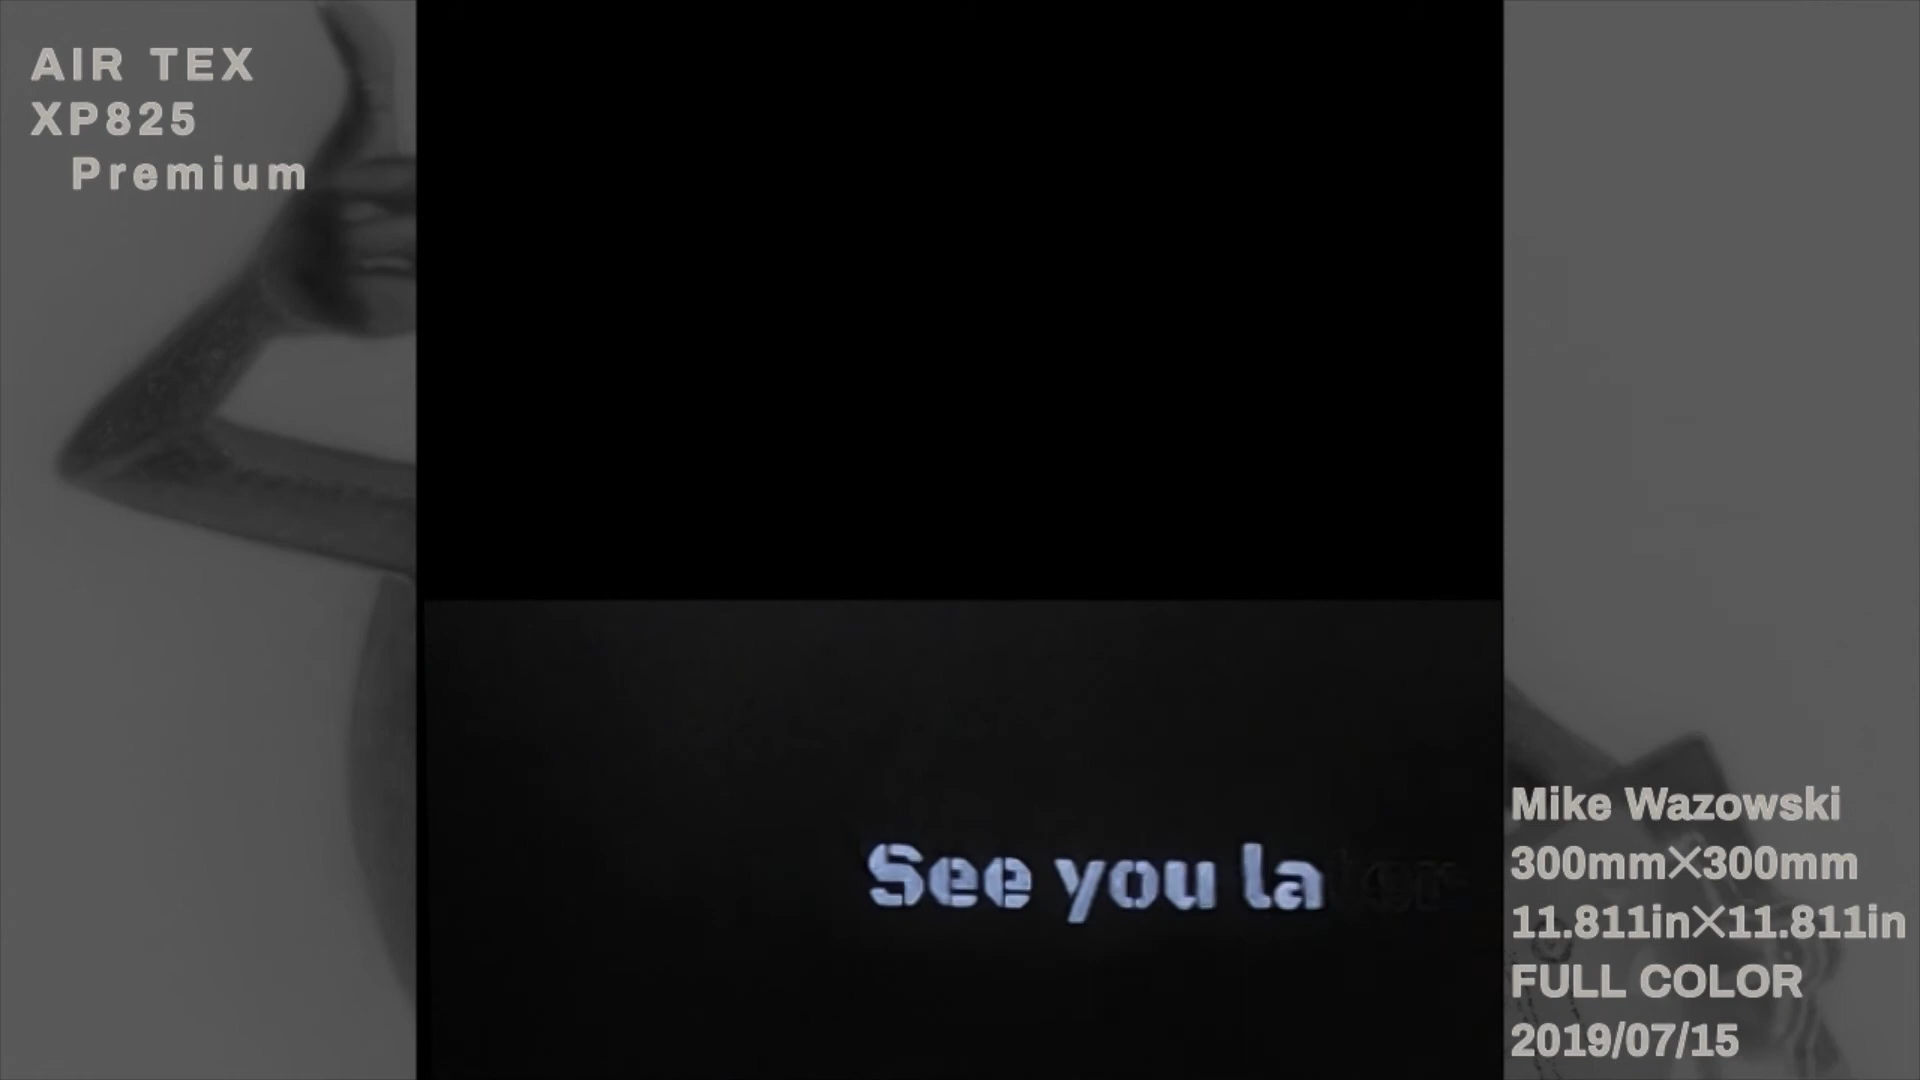 AIR TEX
XP825
Premium
See you later
Mike Wazowski
300mm×300mm
11.811in×11.811in
FULL COLOR
2019/07/15